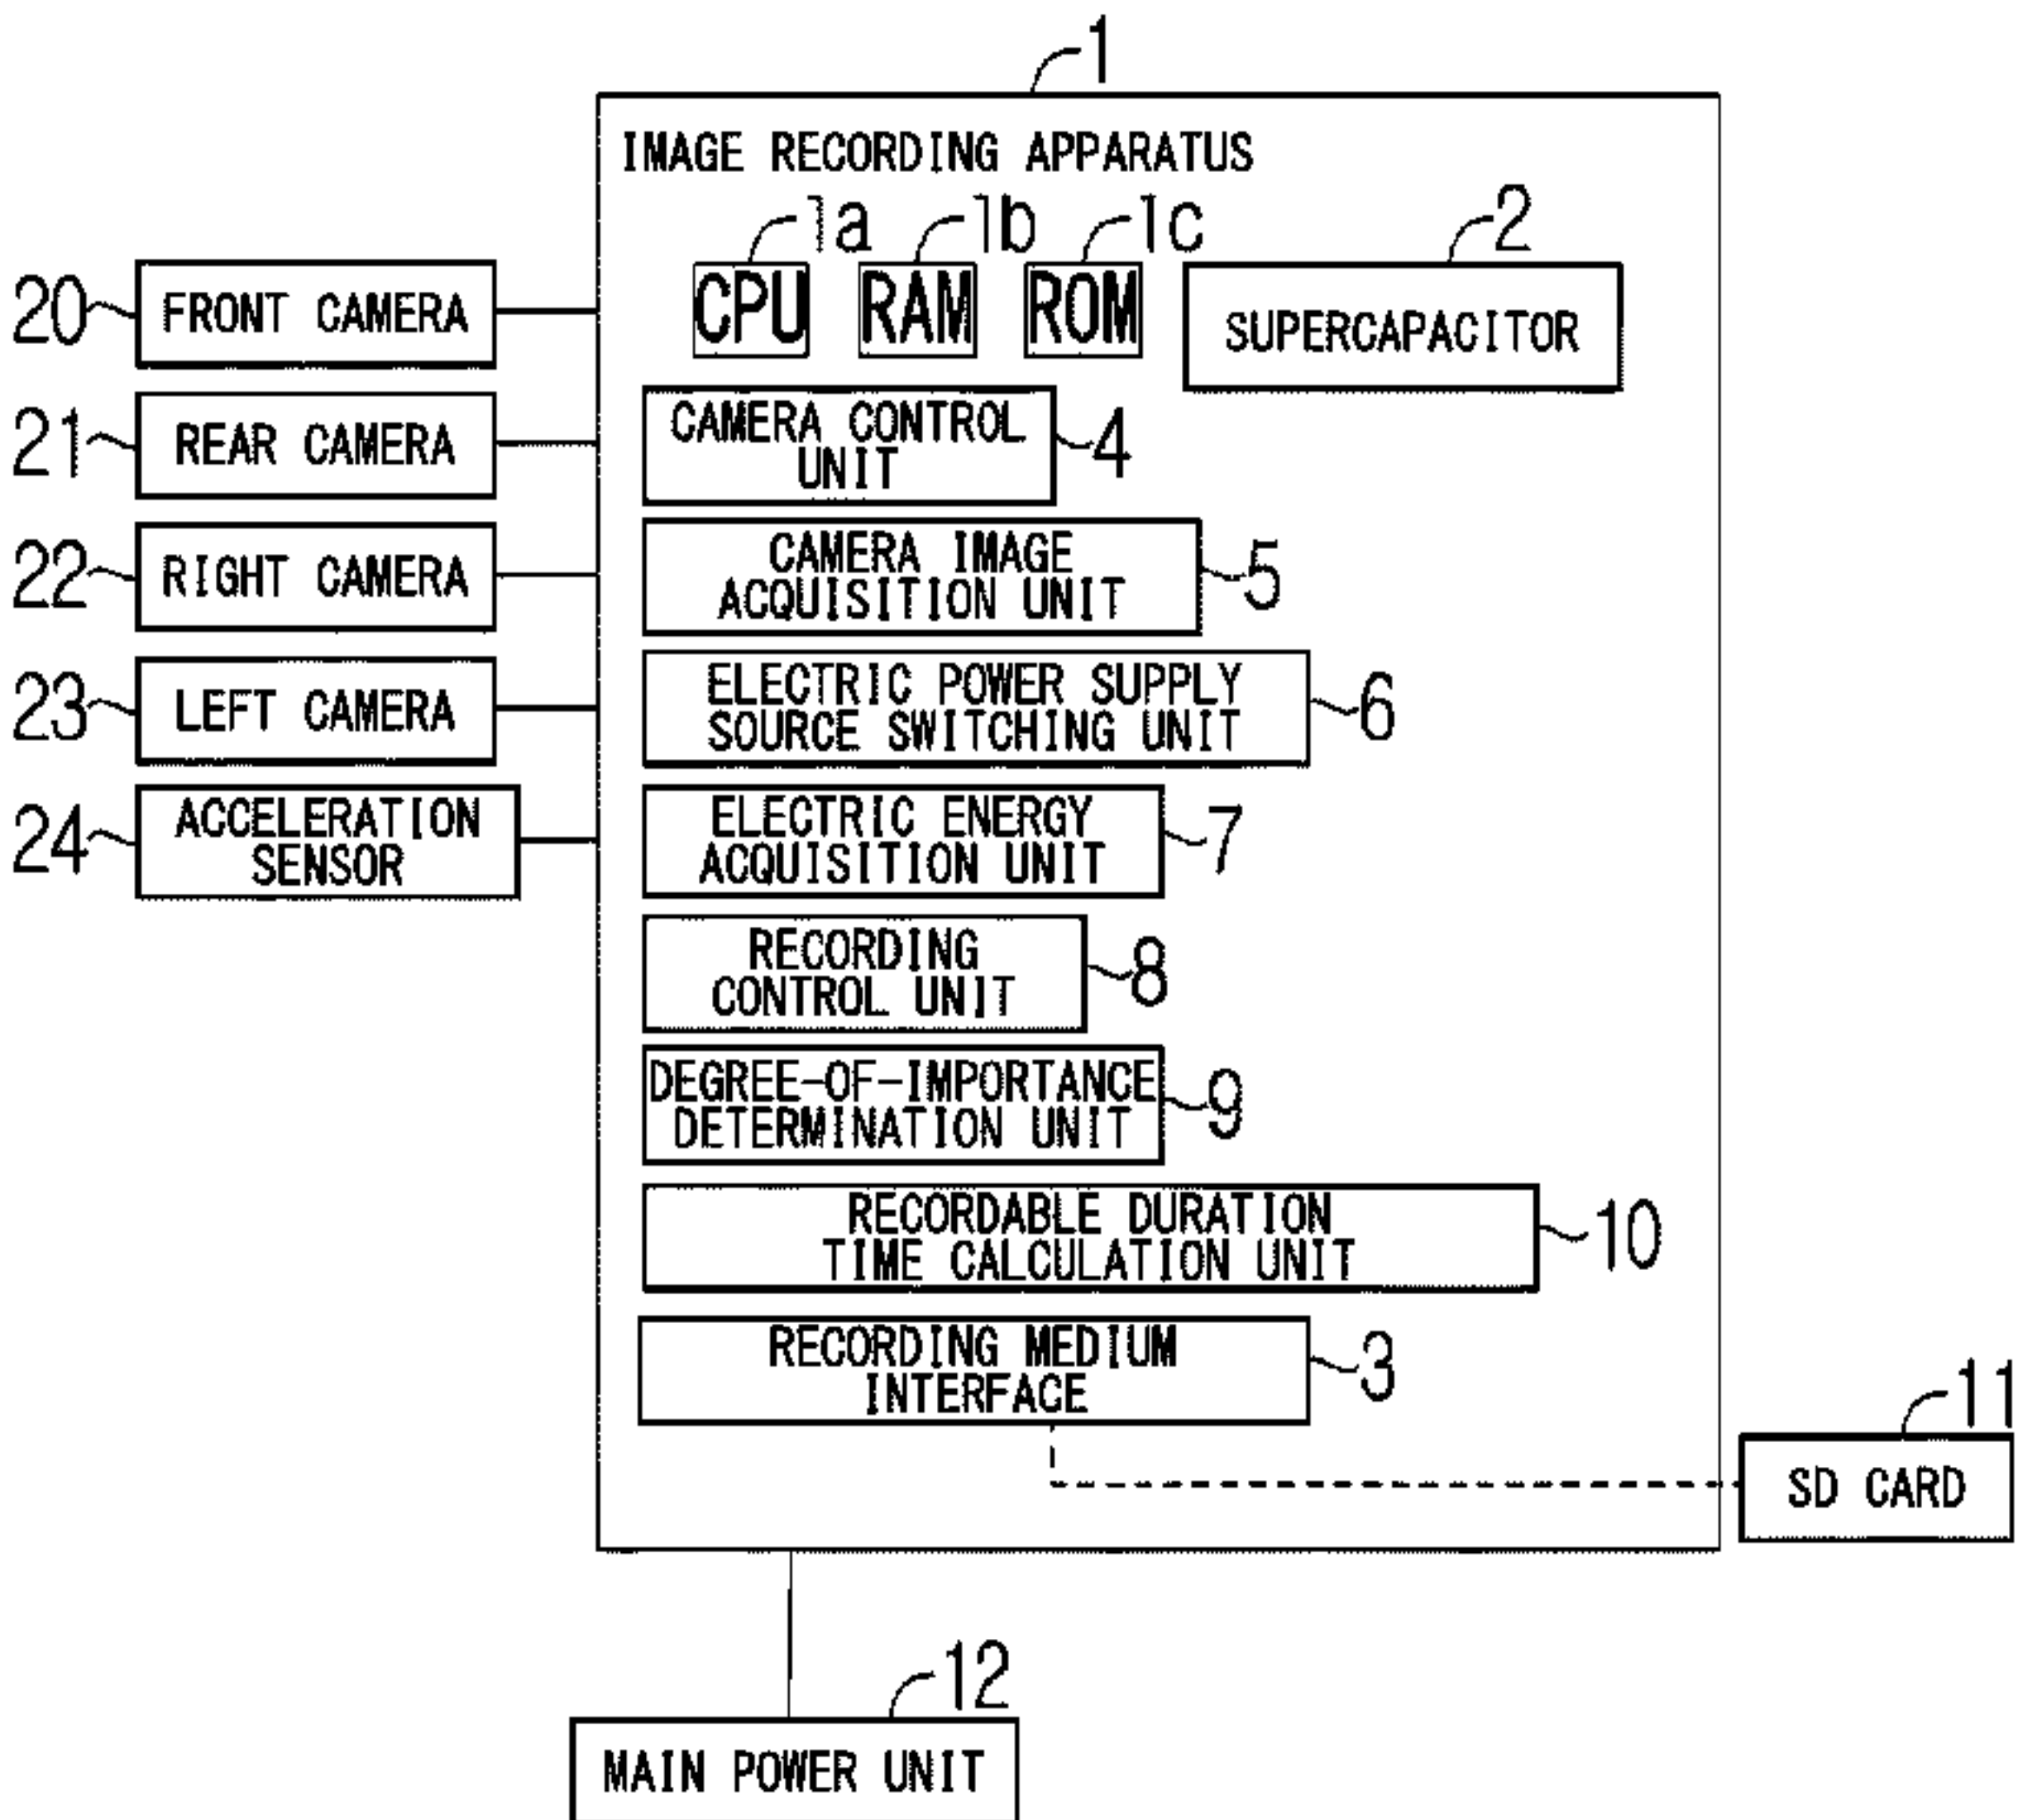 1
IMAGE RECORDING APPARATUS
1a 1b 1c 2
CPU RAM ROM
SUPERCAPACITOR
20 FRONT CAMERA
21 REAR CAMERA
22 RIGHT CAMERA
23 LEFT CAMERA
24 ACCELERATION
SENSOR
CAMERA CONTROL
UNIT
4
CAMERA IMAGE
ACQUISITION UNIT
5
ELECTRIC POWER SUPPLY
SOURCE SWITCHING UNIT
6
ELECTRIC ENERGY
ACQUISITION UNIT
7
RECORDING
CONTROL UNIT
8
DEGREE-OF-IMPORTANCE
DETERMINATION UNIT
9
RECORDABLE DURATION
TIME CALCULATION UNIT
10
RECORDING MEDIUM
INTERFACE
3
11
SD CARD
12
MAIN POWER UNIT